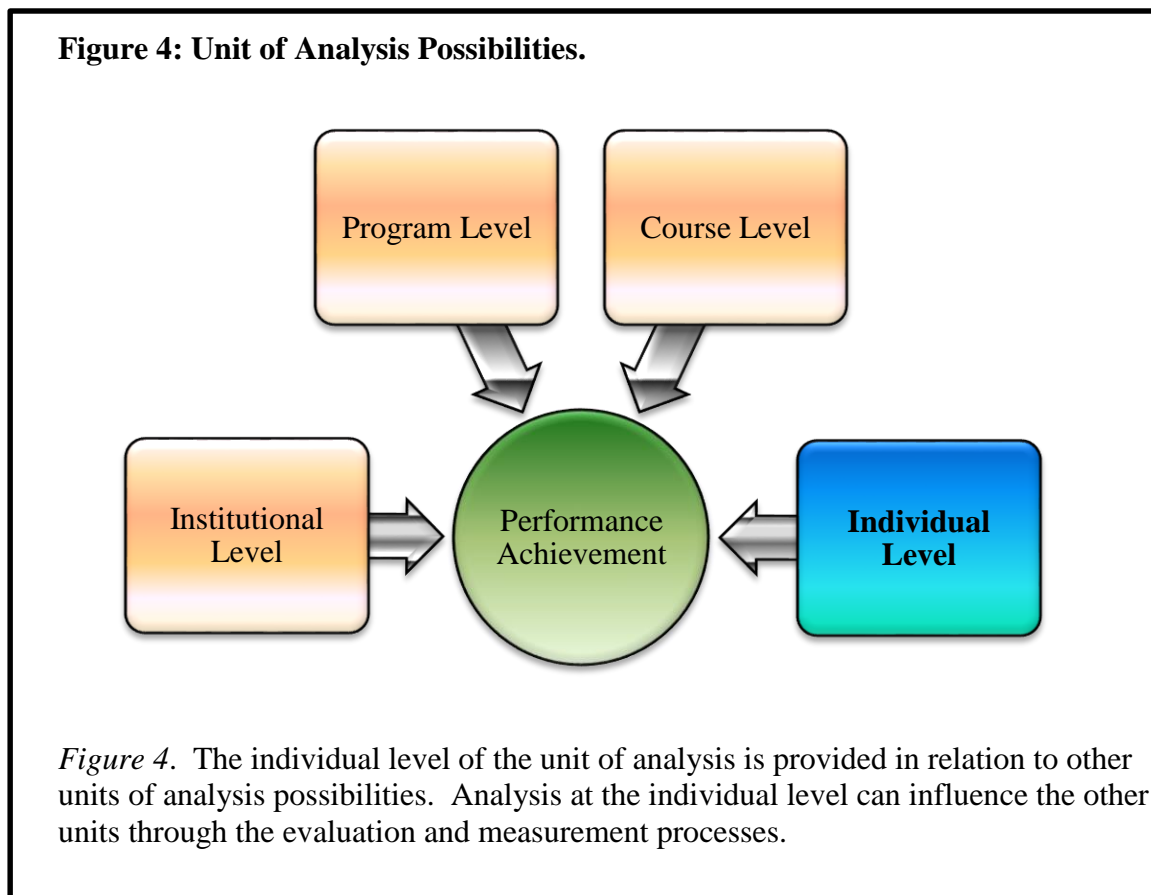 Figure 4: Unit of Analysis Possibilities.
Program Level
Course Level
Institutional
Level
Performance
Achievement
Individual
Level
Figure 4.  The individual level of the unit of analysis is provided in relation to other
units of analysis possibilities.  Analysis at the individual level can influence the other
units through the evaluation and measurement processes.